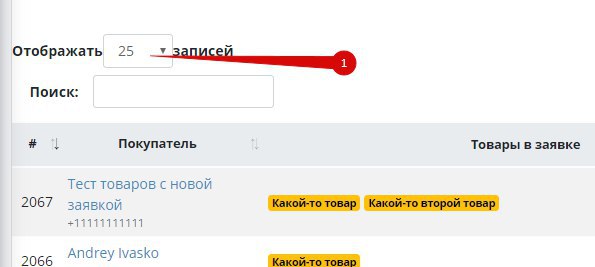 Отображать 25 записей
1
Поиск:
# Покупатель Товары в заявке
2067 Тест товаров с новой заявкой
+11111111111
Какой-то товар Какой-то второй товар
2066 Andrey Ivasko
Какой-то товар